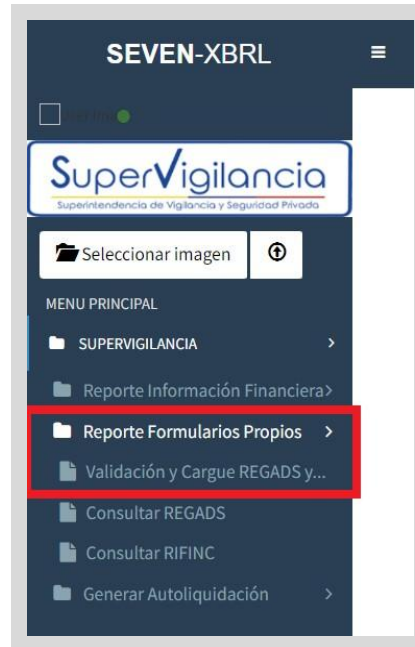 SEVEN-XBRL
SuperVigilancia
Superintendencia de Vigilancia y Seguridad Privada
Seleccionar imagen
MENU PRINCIPAL
SUPERVIGILANCIA
Reporte Información Financiera
Reporte Formularios Propios
Validación y Cargue REGADS y...
Consultar REGADS
Consultar RIFINC
Generar Autoliquidación